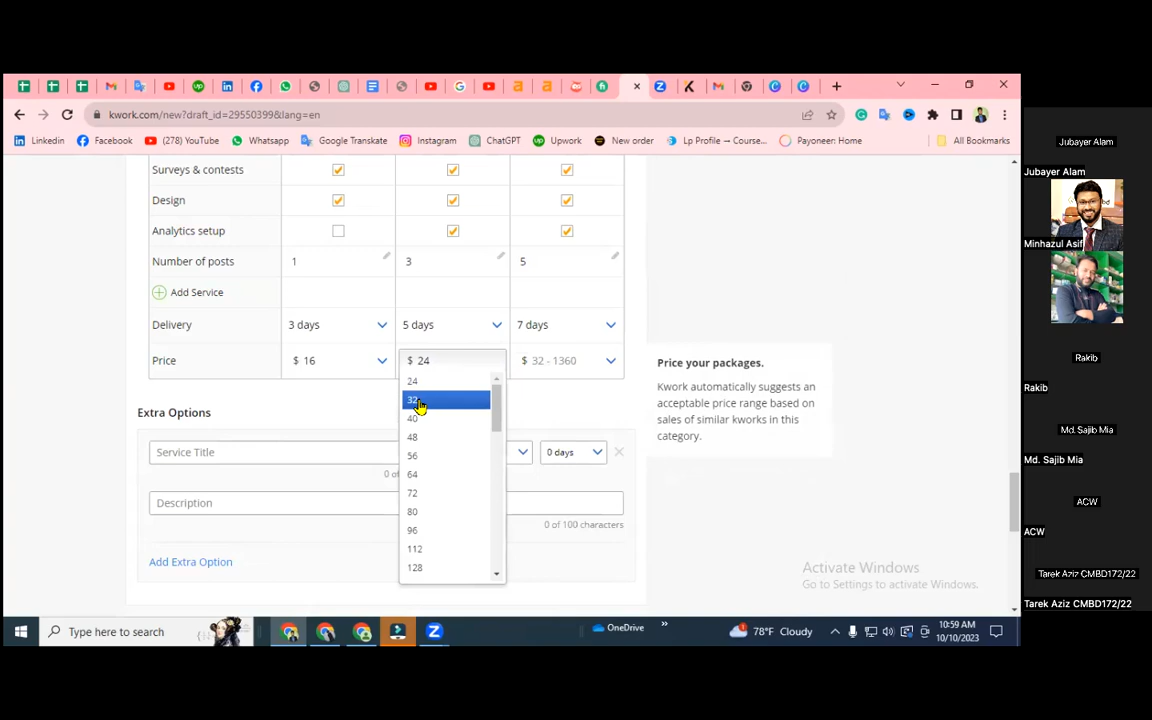 kwork.com/new?draft_id=29550399&lang=en
Linkedin
Facebook
(278) YouTube
Whatsapp
Google Transkate
Instagram
ChatGPT
Upwork
New order
Lp Profile → Course...
Payoneer: Home
All Bookmarks
Surveys & contests
Design
Analytics setup
Number of posts
1
3
5
Add Service
Delivery
3 days
5 days
7 days
Price
$ 16
$ 24
$ 32 - 1360
24
32
40
48
56
64
72
80
96
112
128
Price your packages.
Kwork automatically suggests an
acceptable price range based on
sales of similar kworks in this
category.
Extra Options
Service Title
0 days
0 of
Description
0 of 100 characters
Add Extra Option
Activate Windows
Go to Settings to activate Windows.
Type here to search
OneDrive
78°F Cloudy
10:59 AM
10/10/2023
Jubayer Alam
Jubayer Alam
Minhazul Asif
Rakib
Rakib
Md. Sajib Mia
Md. Sajib Mia
ACW
ACW
Tarek Aziz CMBD172/22
Tarek Aziz CMBD172/22